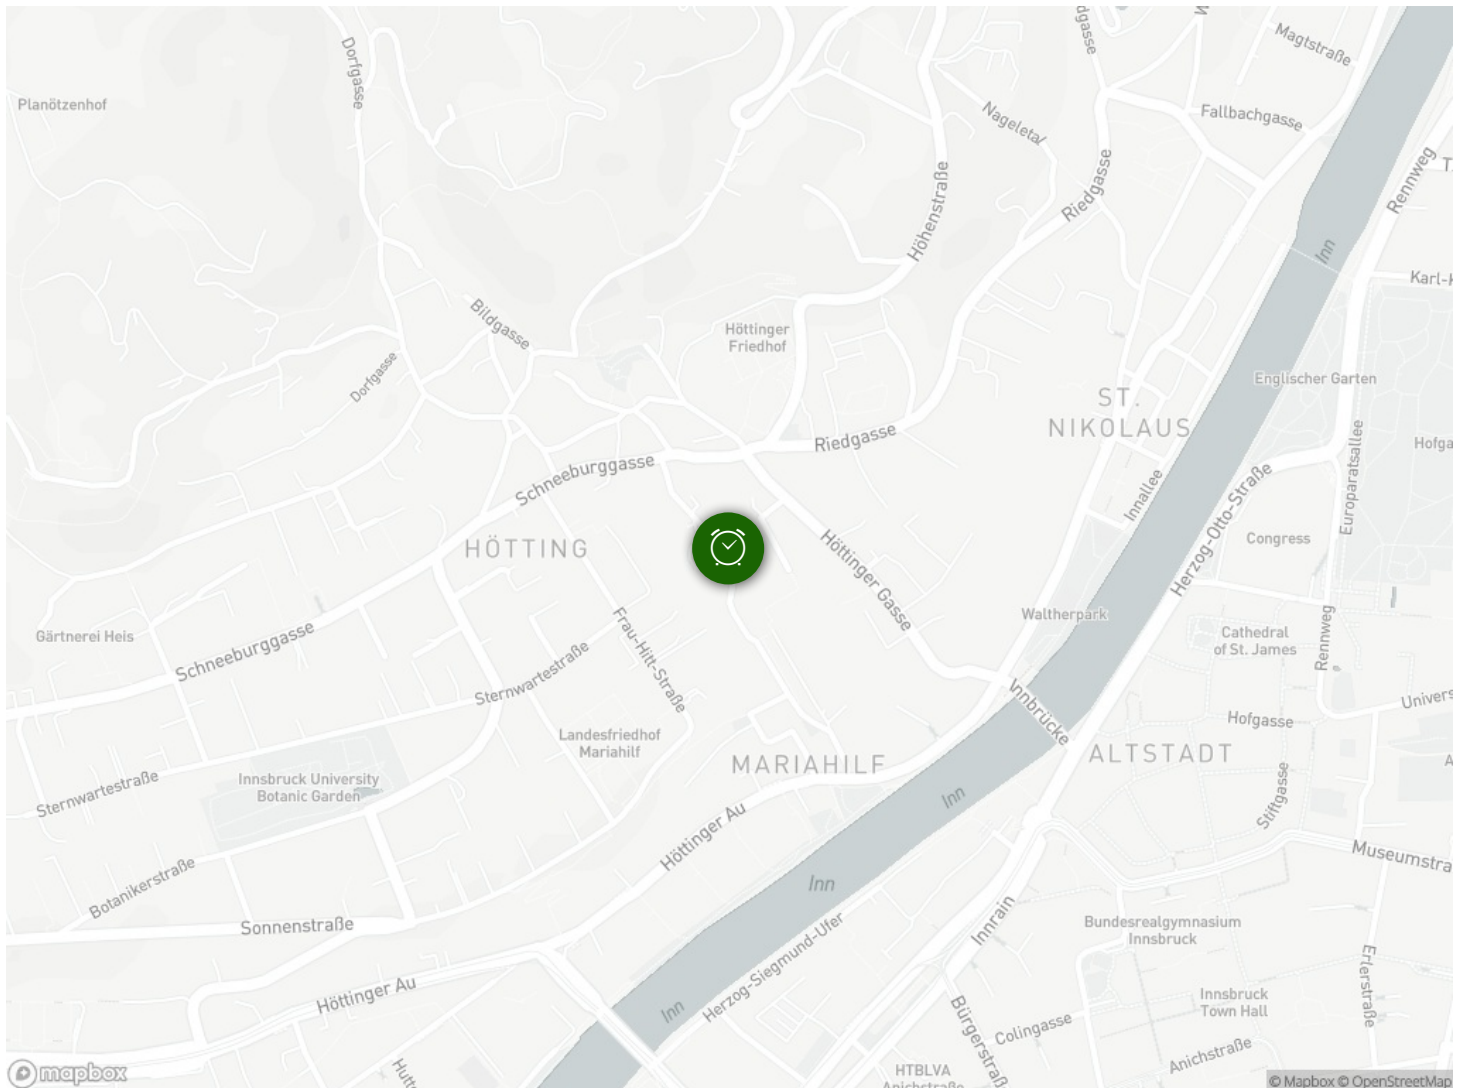 Dorfgasse
Planötzenhof
Magtstraße
Fallbachgasse
Rennweg
Riedgasse
Höhenstraße
Inn
Karl-
Bildgasse
Höttinger
Friedhof
Dorfgasse
Englischer Garten
ST.
NIKOLAUS
Riedgasse
Hofga
Europaratsallee
Schneeburggasse
Innallee
Herzog-Otto-Straße
Congress
HÖTTING
Höttinger Gasse
Waltherpark
Gärtnerei Heis
Schneeburggasse
Frau-Hitt-Straße
Cathedral
of St. James
Rennweg
Sternwartestraße
Innbrücke
Univers
Hofgasse
Landesfriedhof
Mariahilf
MARIAHILF
ALTSTADT
Innsbruck University
Botanic Garden
Sternwartestraße
Inn
Stiftgasse
Höttinger Au
Museumstra
Botanikerstraße
Inn
Sonnenstraße
Innrain
Bundesrealgymnasium
Innsbruck
Herzog-Siegmund-Ufer
Erlerstraße
Höttinger Au
Innsbruck
Town Hall
Inn
Colingasse
Bürgerstraß
Anichstraße
HTBLVA
Anichstraße
mapbox
© Mapbox © OpenStreetMap